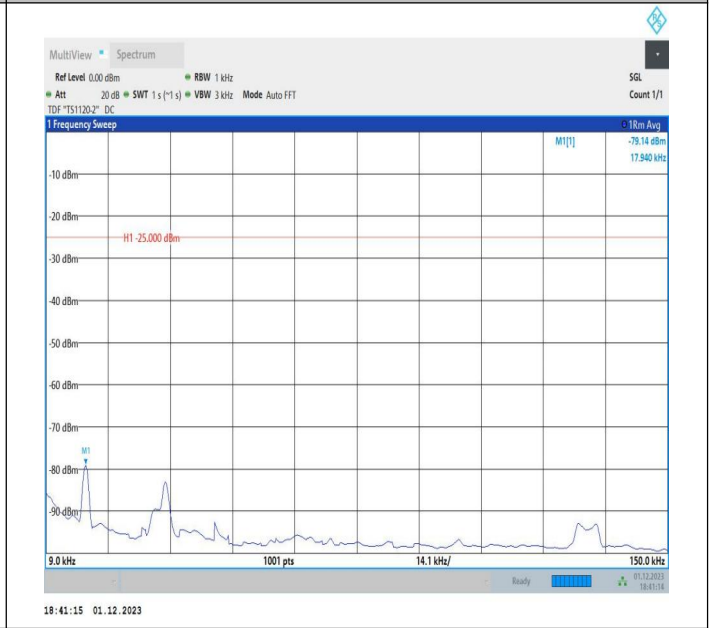 MultiView Spectrum
Ref Level 0.00 dBm RBW 1 kHz SGL
Att 20 dB SWT 1 s (~1 s) VBW 3 kHz Mode Auto FFT Count 1/1
TDF "TS1120-2" DC
1 Frequency Sweep 1Rm Avg
M1[1] -79.14 dBm
17.940 kHz
-10 dBm
-20 dBm
H1 -25.000 dBm
-30 dBm
-40 dBm
-50 dBm
-60 dBm
-70 dBm
M1
-80 dBm
-90 dBm
9.0 kHz 1001 pts 14.1 kHz/ 150.0 kHz
Ready 01.12.2023
18:41:14
18:41:15 01.12.2023